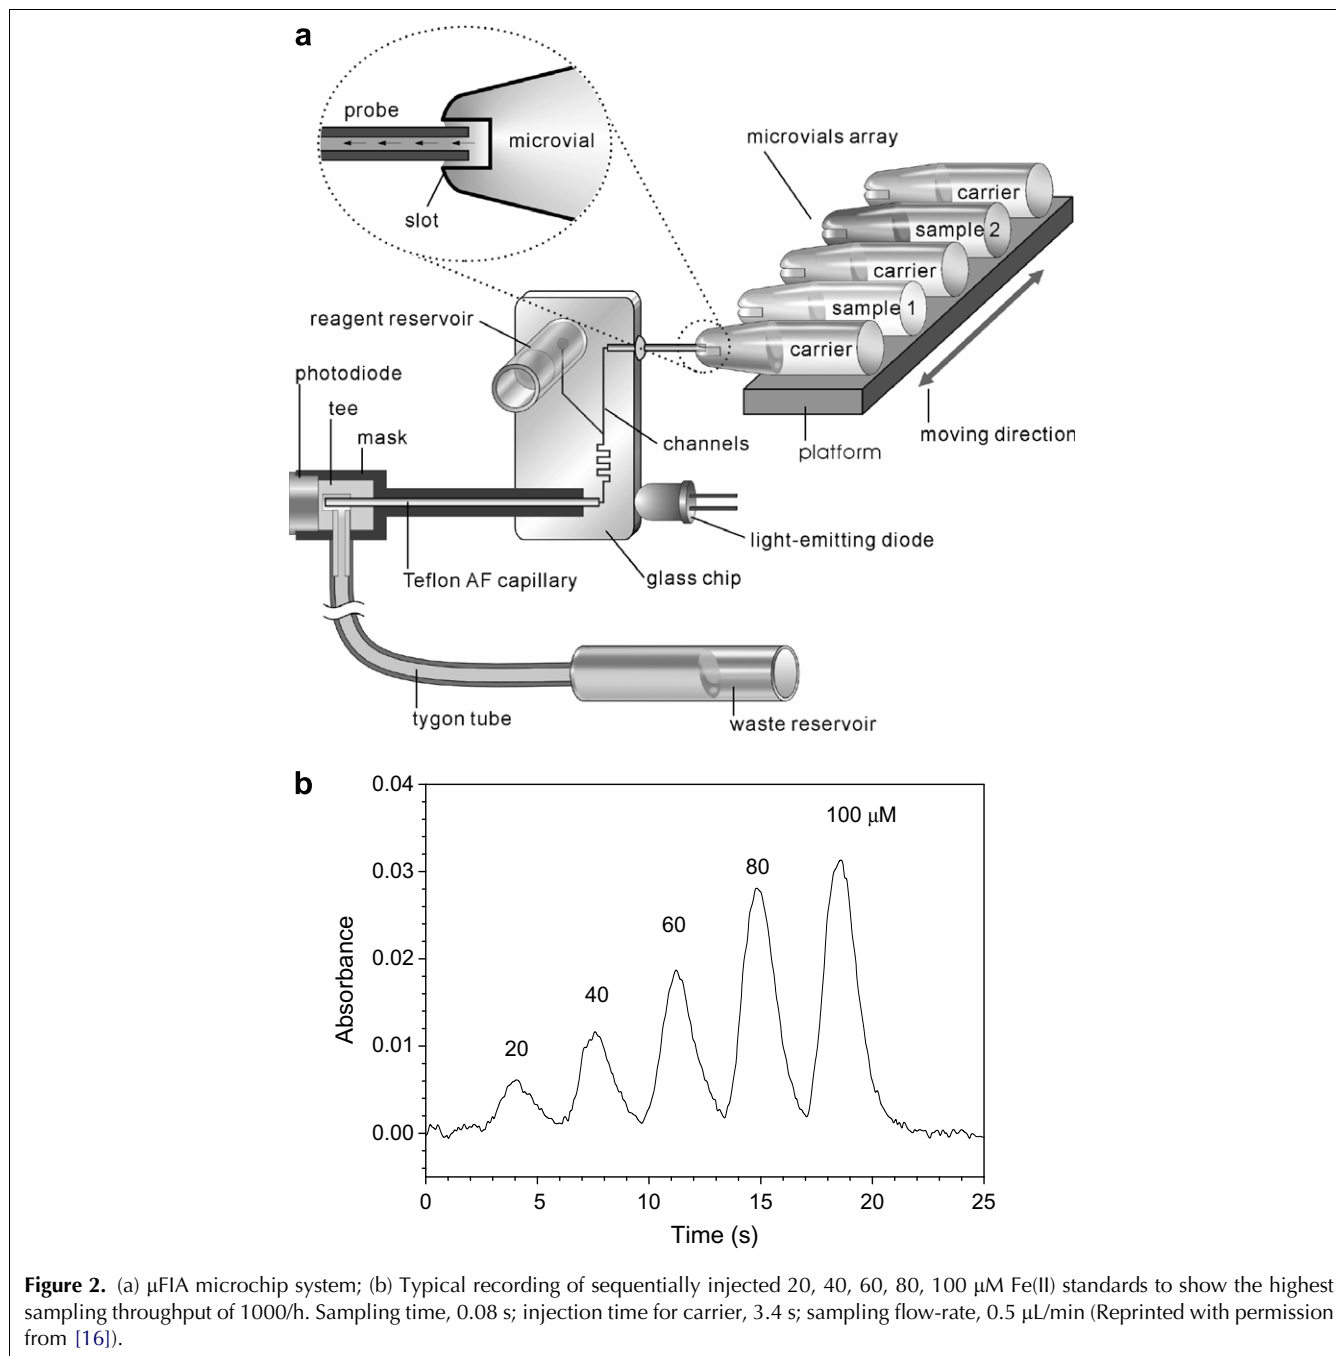 a
probe
microvial
slot
microvials array
carrier
sample 2
carrier
sample 1
carrier
reagent reservoir
photodiode
tee
mask
channels
platform
moving direction
light-emitting diode
Teflon AF capillary
glass chip
tygon tube
waste reservoir
b
0.04
0.03
0.02
0.01
0.00
Absorbance
20
40
60
80
100 μM
0
5
10
15
20
25
Time (s)
Figure 2. (a) μFIA microchip system; (b) Typical recording of sequentially injected 20, 40, 60, 80, 100 μM Fe(II) standards to show the highest
sampling throughput of 1000/h. Sampling time, 0.08 s; injection time for carrier, 3.4 s; sampling flow-rate, 0.5 μL/min (Reprinted with permission
from [16]).